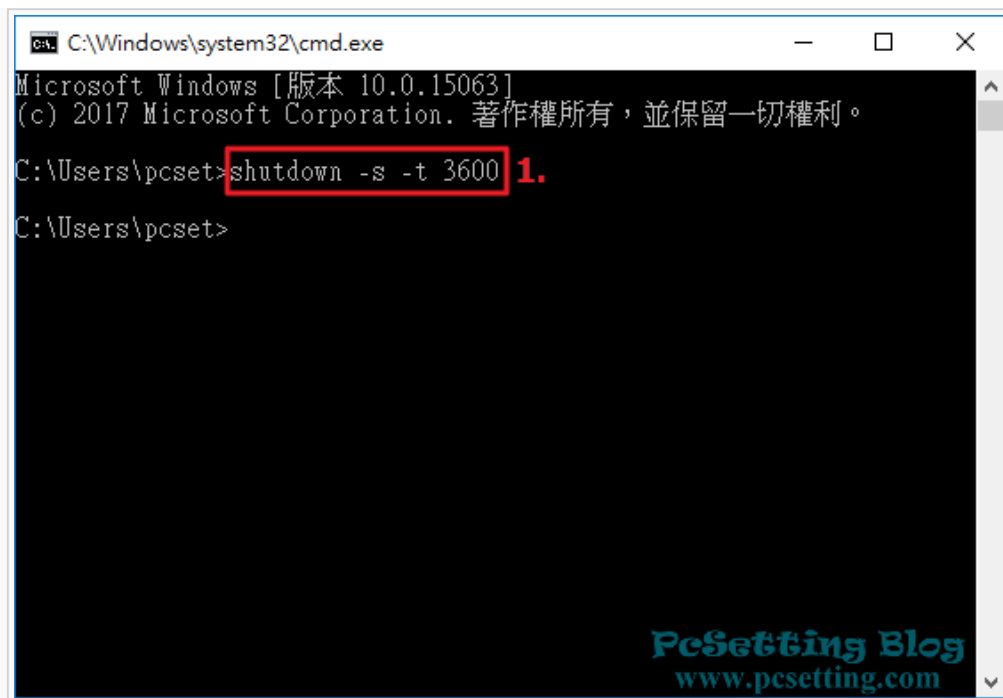 C:\Windows\system32\cmd.exe
Microsoft Windows [版本 10.0.15063]
(c) 2017 Microsoft Corporation. 著作權所有，並保留一切權利。
C:\Users\pcset>shutdown -s -t 3600 1.
C:\Users\pcset>
PcSetting Blog
www.pcsetting.com